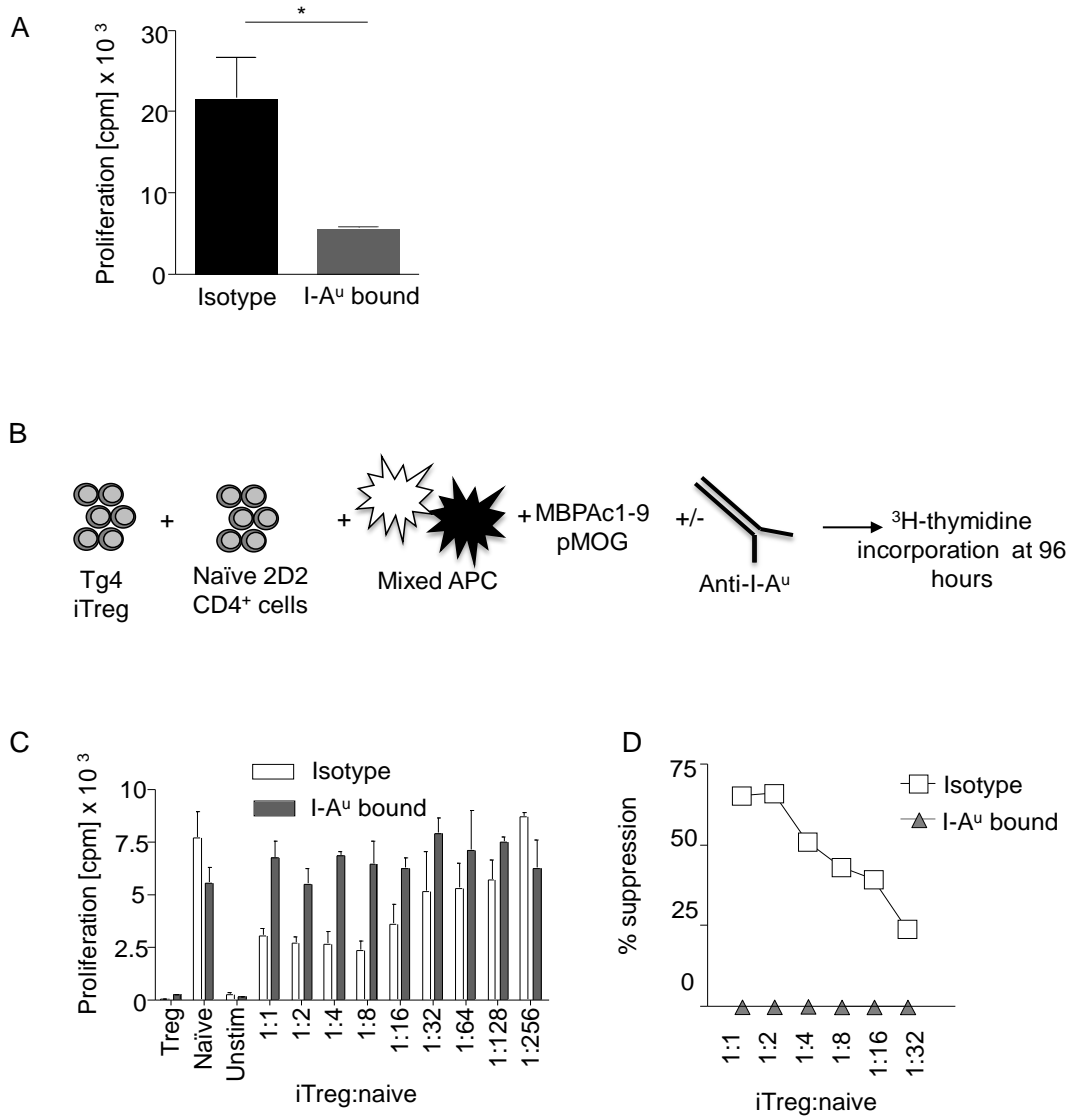 A
*
Proliferation [cpm] x 10 3
30
20
10
0
Isotype
I-Aᵘ bound
B
+
+
+
+/-
MBPAc1-9
pMOG
³H-thymidine
incorporation at 96
hours
Tg4
iTreg
Naïve 2D2
CD4⁺ cells
Mixed APC
Anti-I-Aᵘ
C
Isotype
I-Aᵘ bound
Proliferation [cpm] x 10 3
10
7.5
5
2.5
0
Treg
Naïve
Unstim
1:1
1:2
1:4
1:8
1:16
1:32
1:64
1:128
1:256
iTreg:naive
D
Isotype
I-Aᵘ bound
% suppression
75
50
25
0
1:1
1:2
1:4
1:8
1:16
1:32
iTreg:naive